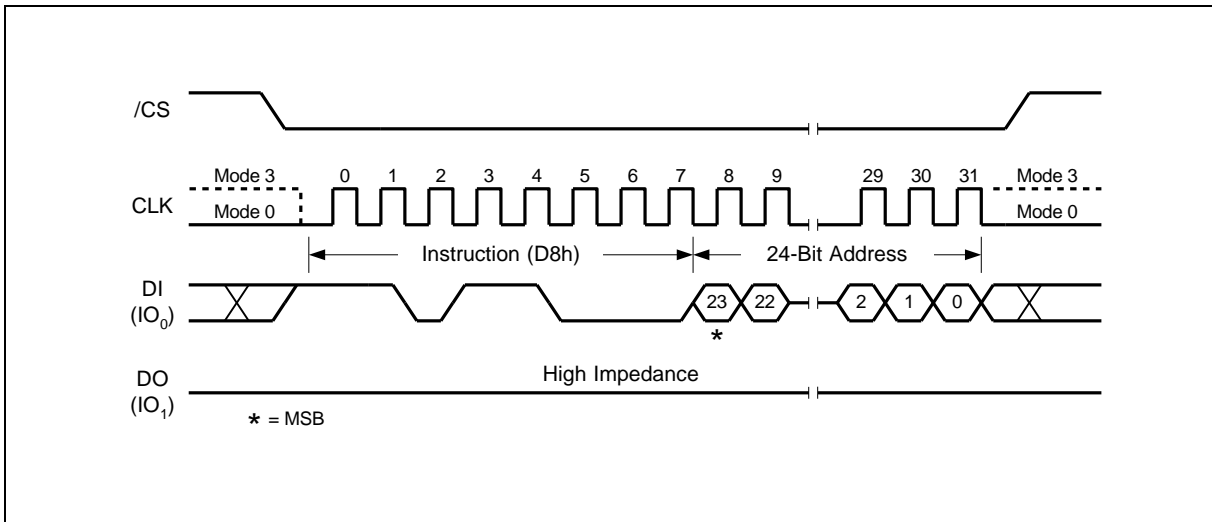 /CS
Mode 3
0 1 2 3 4 5 6 7 8 9 29 30 31
Mode 3
CLK
Mode 0
Mode 0
Instruction (D8h)
24-Bit Address
DI
(IO₀)
23 22 2 1 0
*
High Impedance
DO
(IO₁)
* = MSB